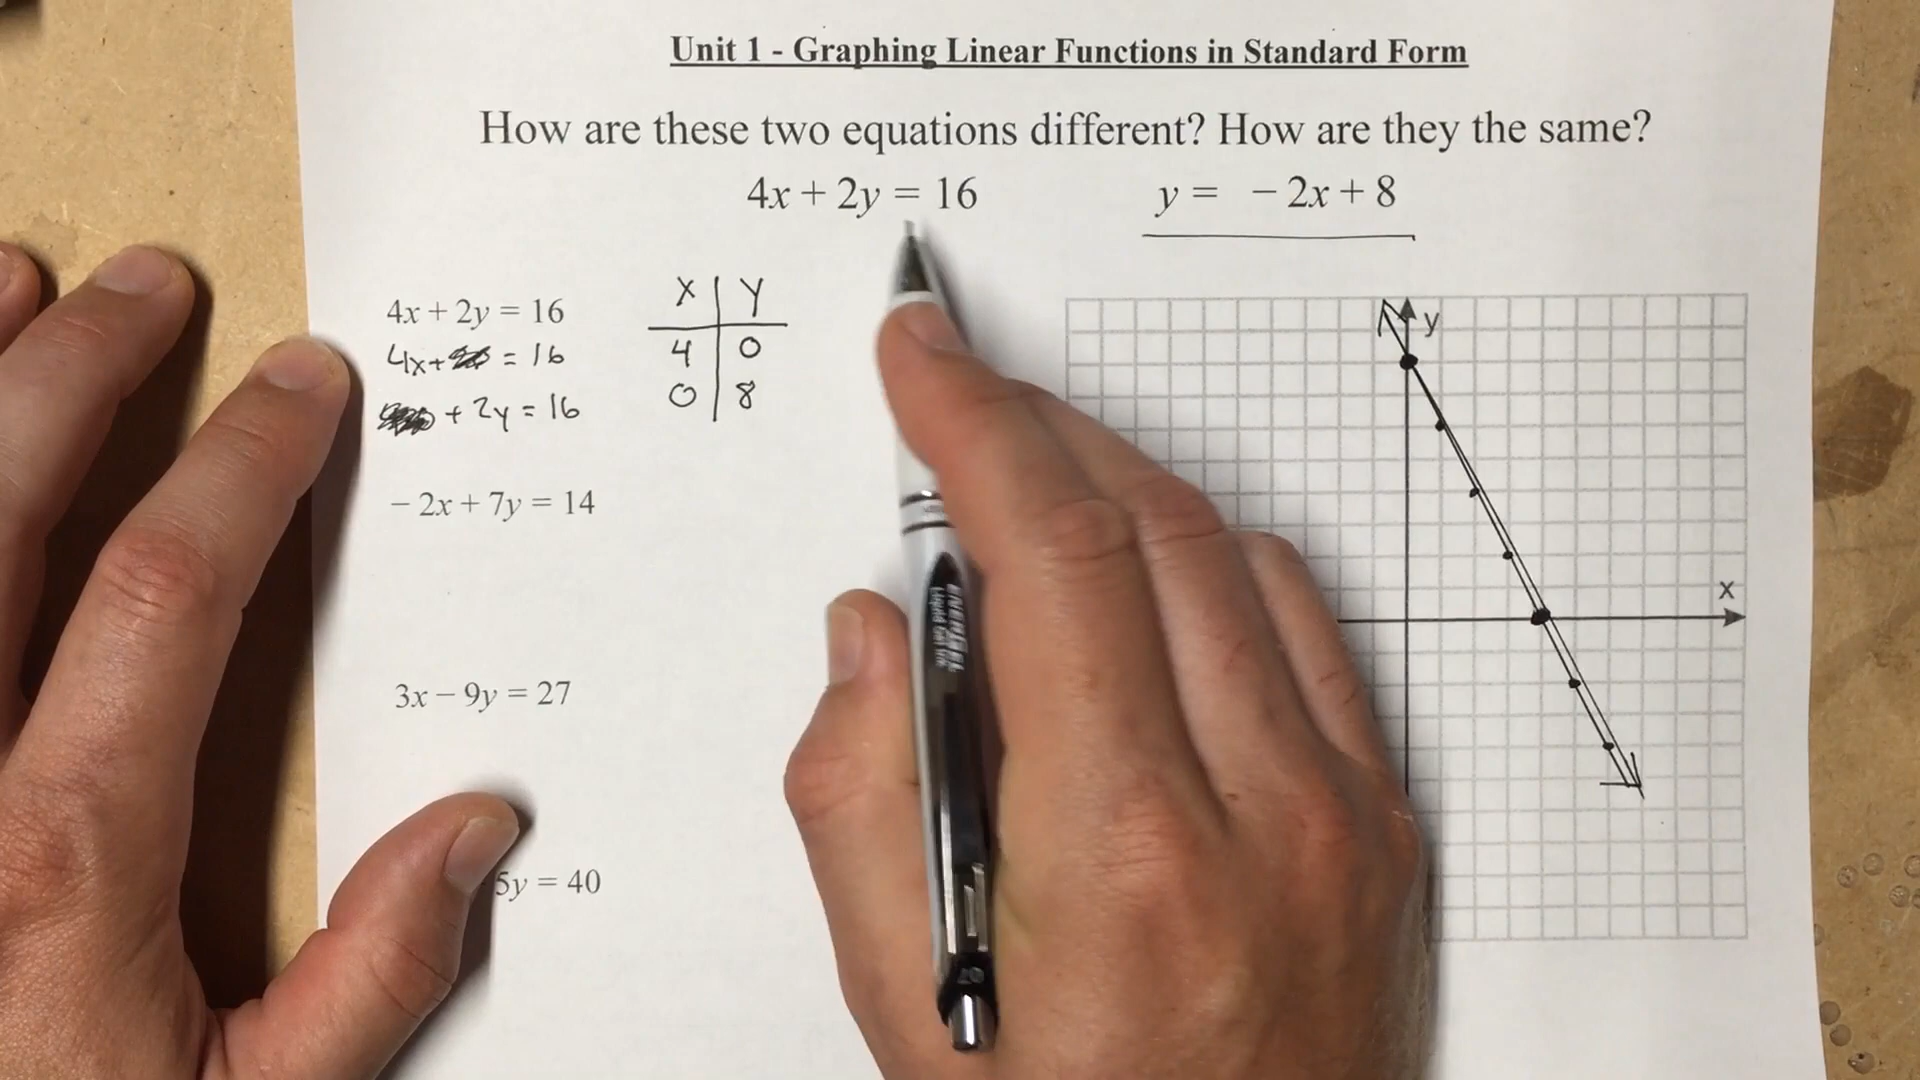 Unit 1 - Graphing Linear Functions in Standard Form
How are these two equations different? How are they the same?
4x + 2y = 16 y = − 2x + 8
4x + 2y = 16
4x + = 16
+ 2y = 16
X Y
4 0
0 8
− 2x + 7y = 14
3x − 9y = 27
5y = 40
y
x
ENERGEL